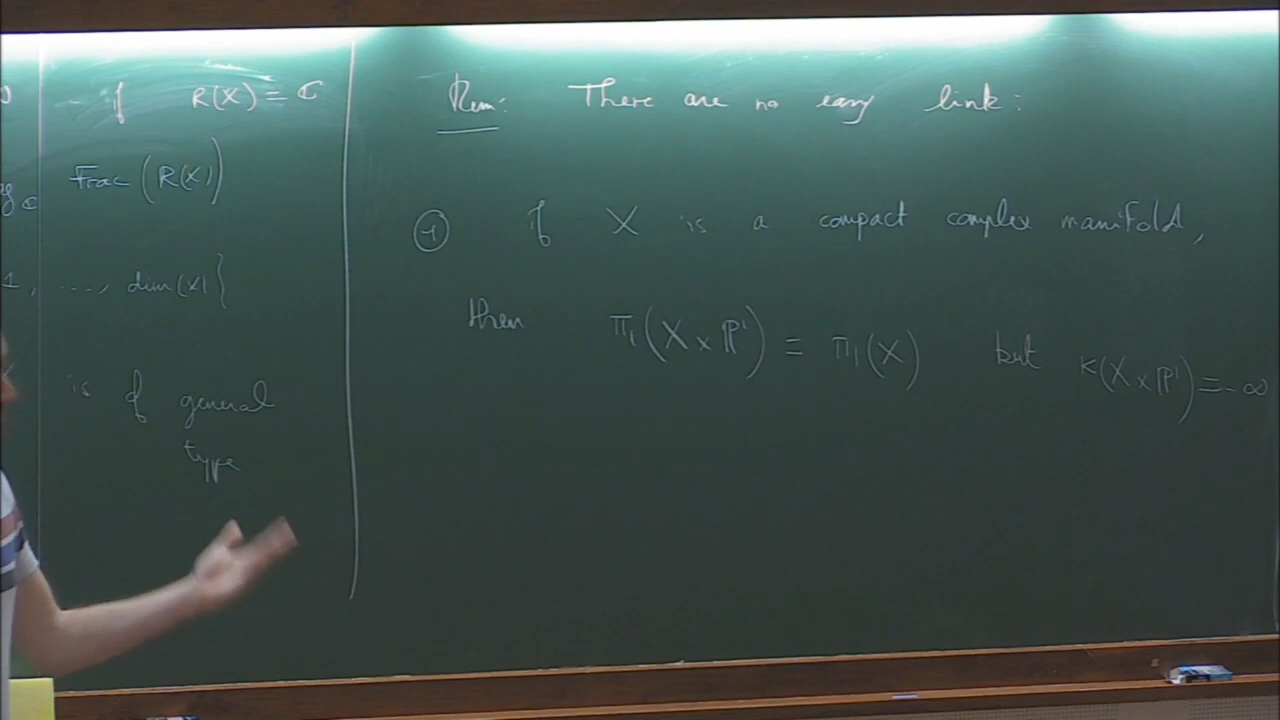 if R(X) = ℂ
Frac (R(X))
1, ..., dim(X)}
is of general
type
Rem: There are no easy link:
① if X is a compact complex manifold,
then π₁(X × ℙ¹) = π₁(X) but κ(X × ℙ¹) = -∞